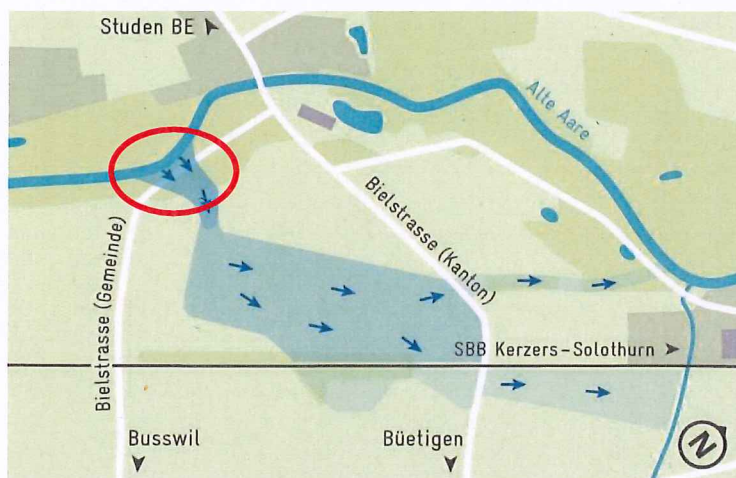 Studen BE
Alte Aare
Bielstrasse (Gemeinde)
Bielstrasse (Kanton)
SBB Kerzers–Solothurn
Busswil
Büetigen
N